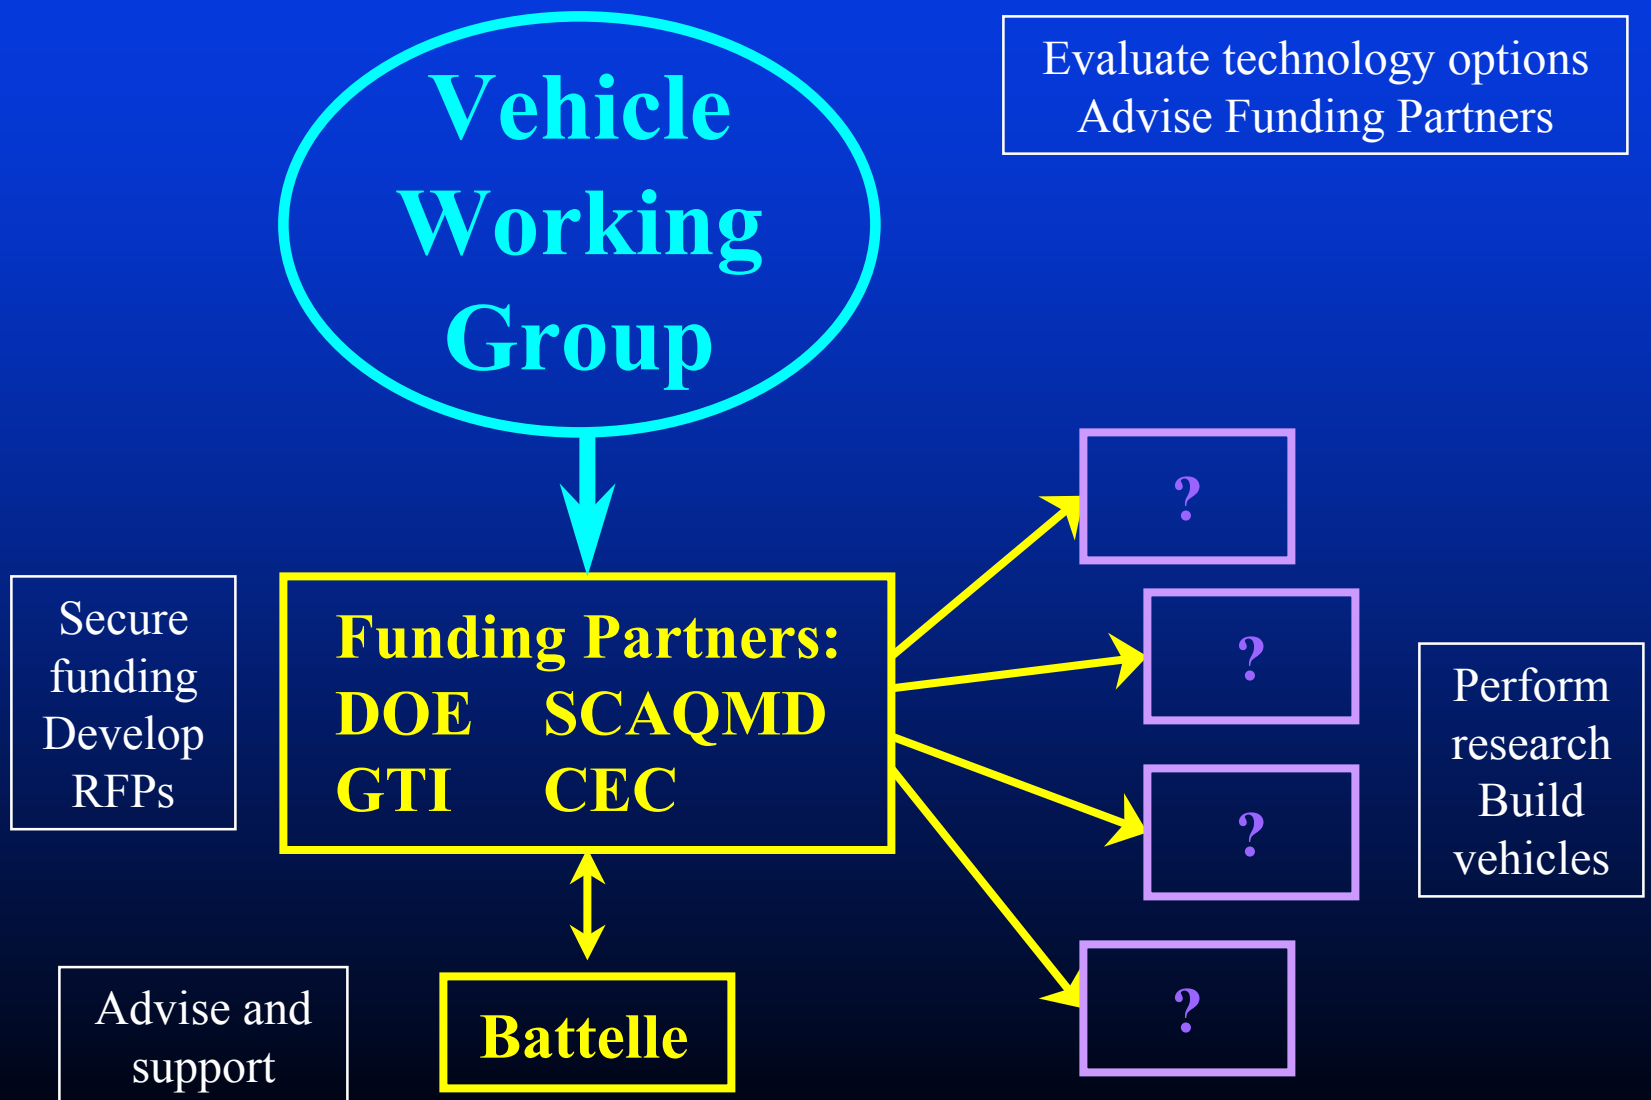 Vehicle
Working
Group
Evaluate technology options
Advise Funding Partners
Secure
funding
Develop
RFPs
Funding Partners:
DOE SCAQMD
GTI CEC
?
?
?
?
Perform
research
Build
vehicles
Advise and
support
Battelle